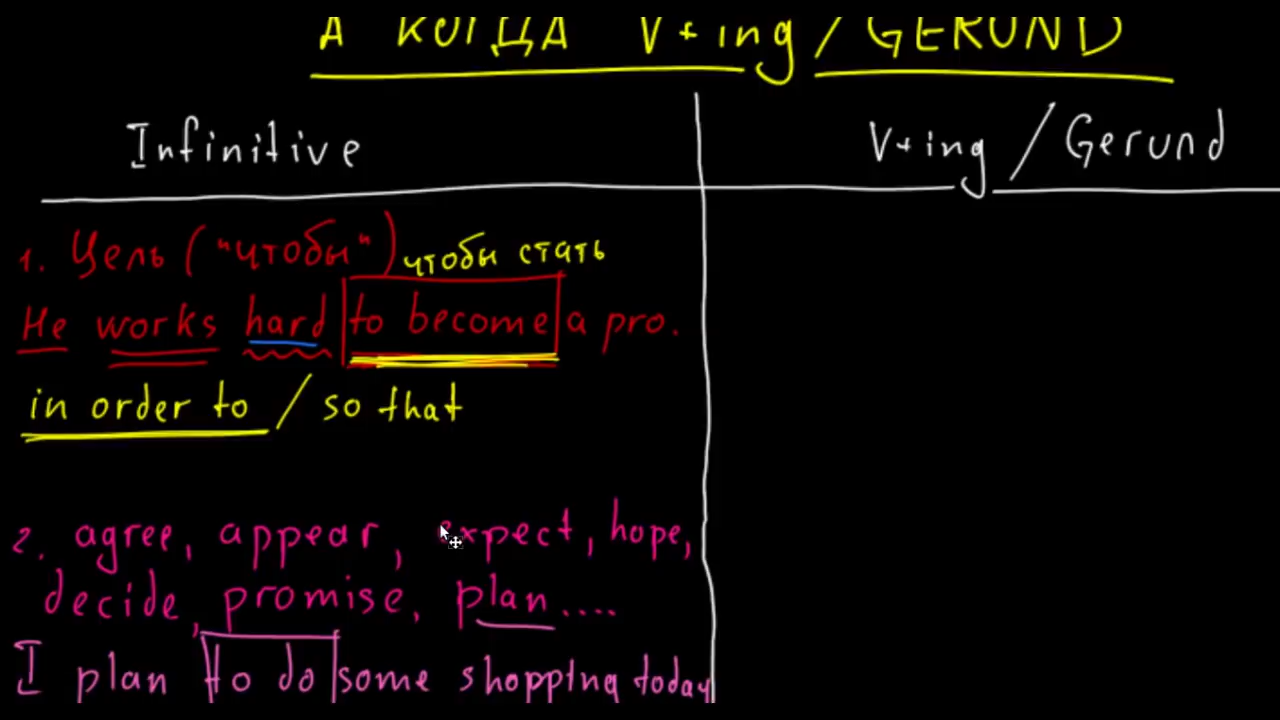 А КОГДА V+ing / GERUND
Infinitive
V+ing / Gerund
1. Цель ("чтобы") чтобы стать
He works hard to become a pro.
in order to / so that
2. agree, appear, expect, hope,
decide, promise, plan....
I plan to do some shopping today